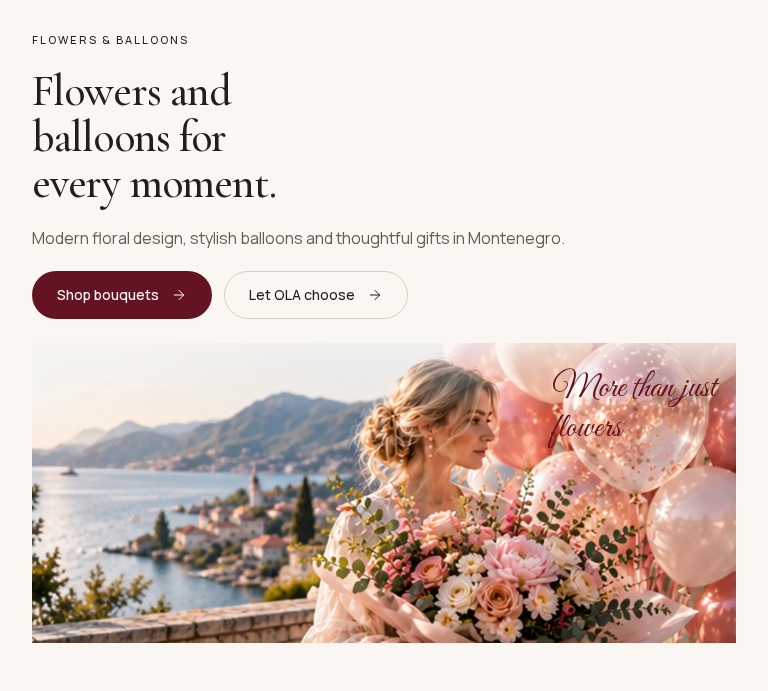 FLOWERS & BALLOONS
Flowers and
balloons for
every moment.
Modern floral design, stylish balloons and thoughtful gifts in Montenegro.
Shop bouquets →
Let OLA choose →
More than just
flowers